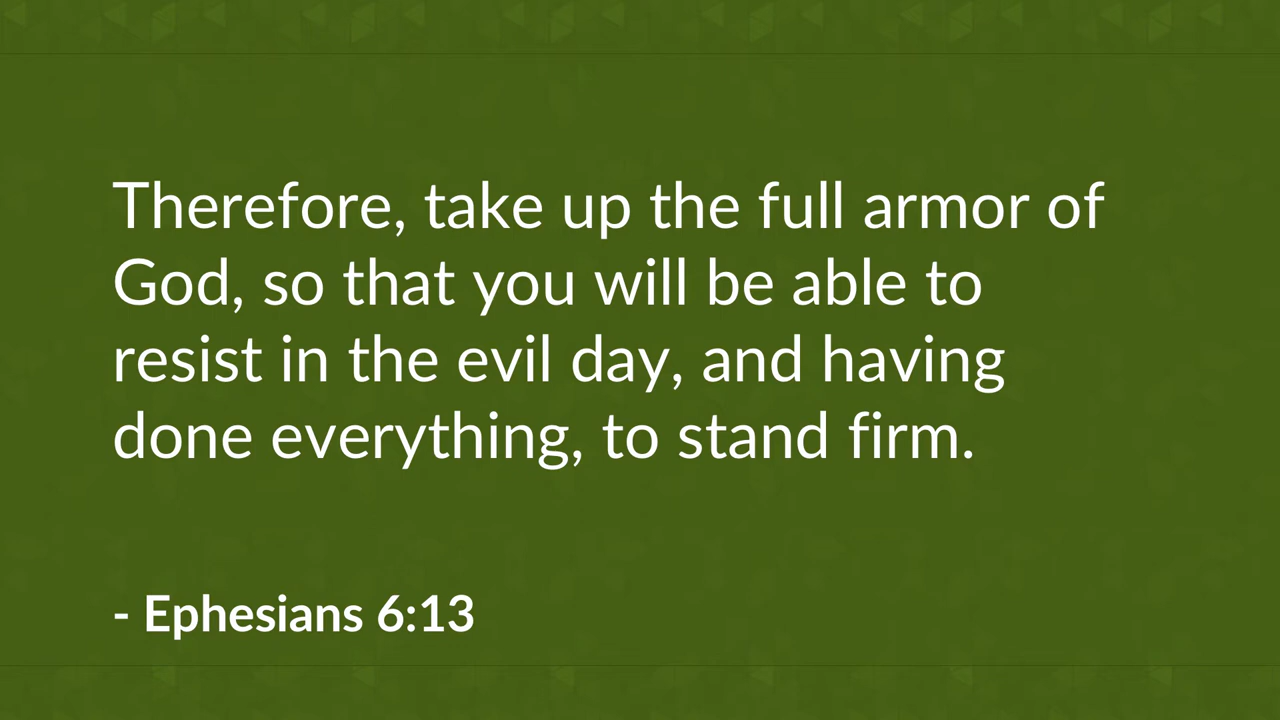 Therefore, take up the full armor of
God, so that you will be able to
resist in the evil day, and having
done everything, to stand firm.
- Ephesians 6:13